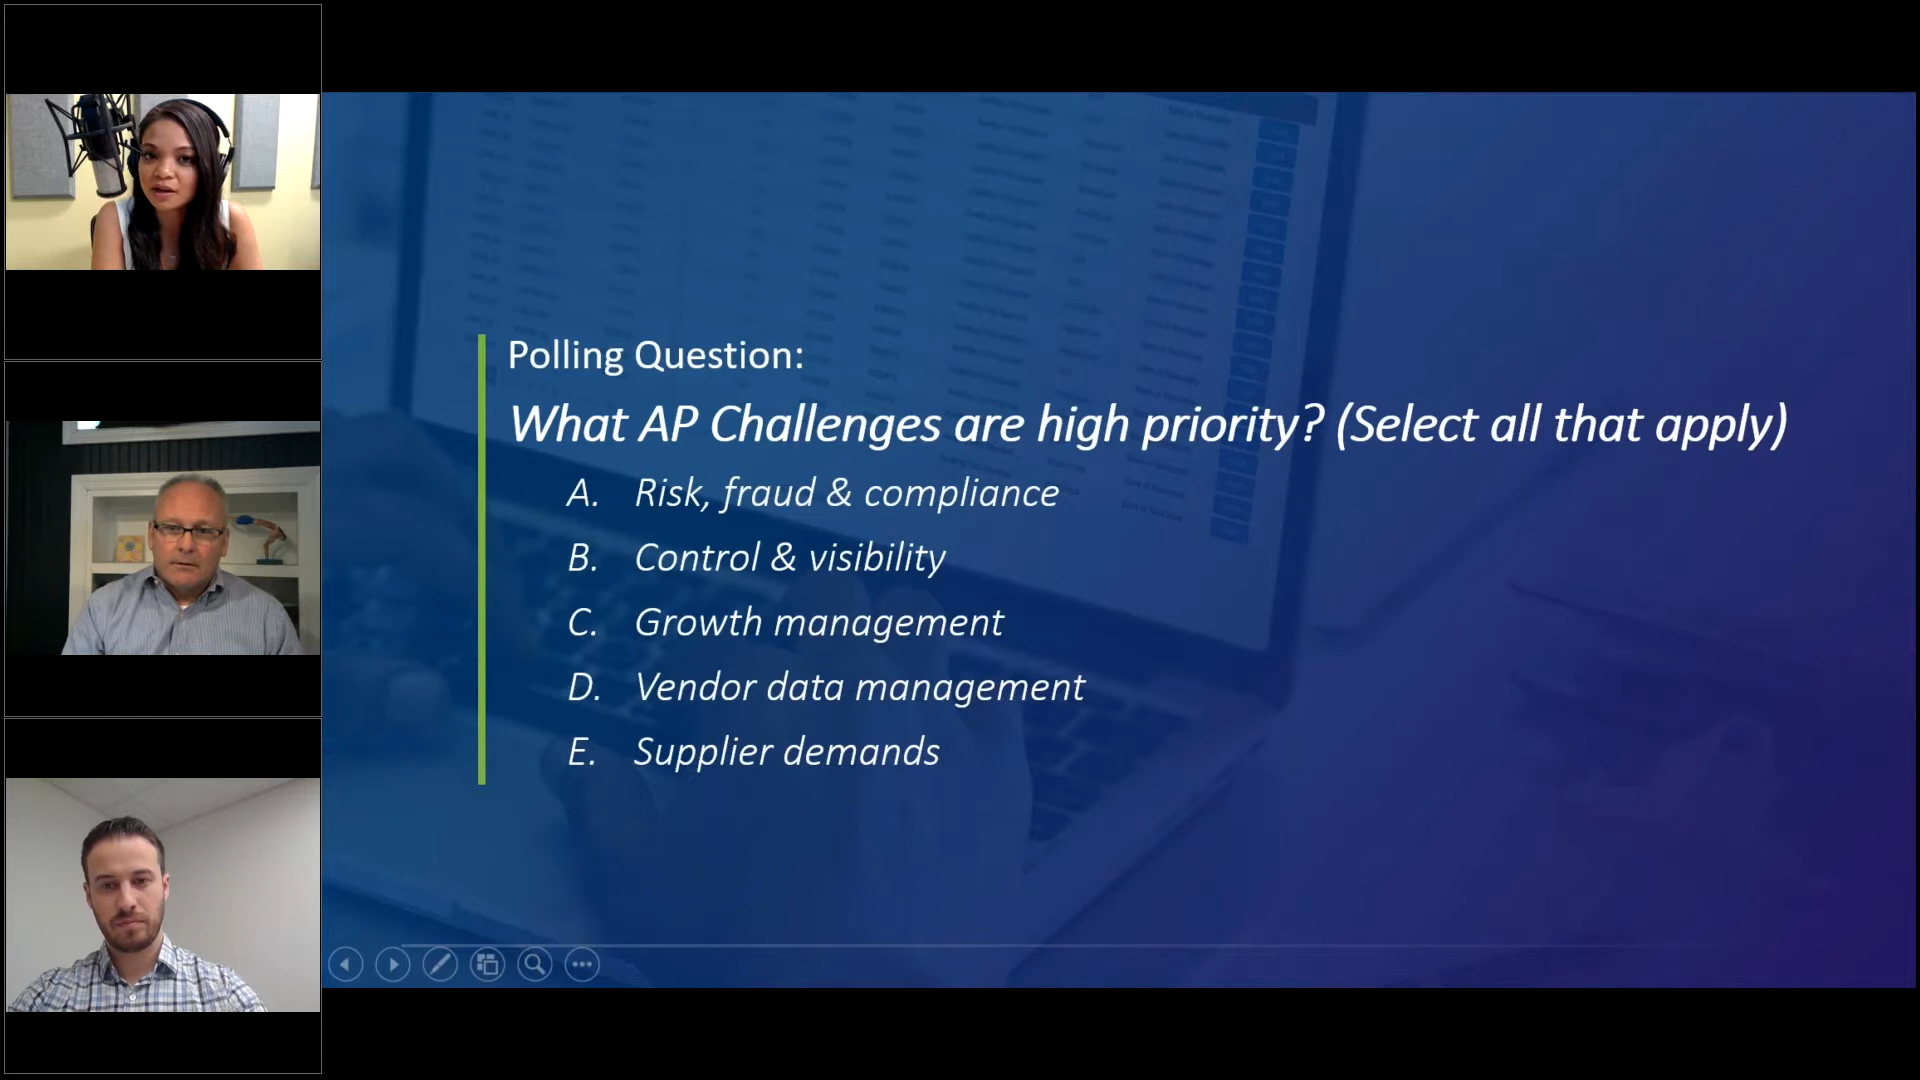 Polling Question:
What AP Challenges are high priority? (Select all that apply)
A. Risk, fraud & compliance
B. Control & visibility
C. Growth management
D. Vendor data management
E. Supplier demands